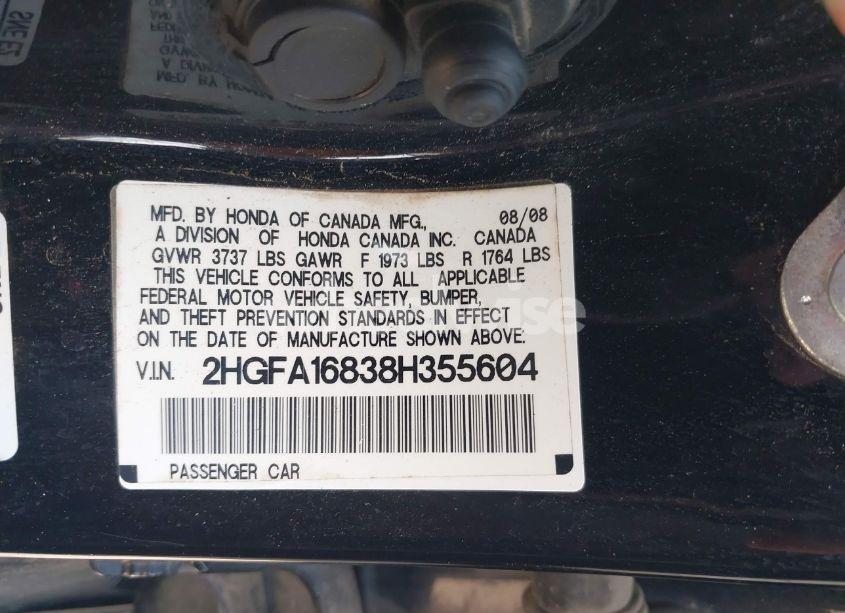 MFD. BY HONDA OF CANADA MFG., 08/08
A DIVISION OF HONDA CANADA INC. CANADA
GVWR 3737 LBS GAWR F 1973 LBS R 1764 LBS
THIS VEHICLE CONFORMS TO ALL APPLICABLE
FEDERAL MOTOR VEHICLE SAFETY, BUMPER,
AND THEFT PREVENTION STANDARDS IN EFFECT
ON THE DATE OF MANUFACTURE SHOWN ABOVE:
V.I.N. 2HGFA16838H355604
PASSENGER CAR